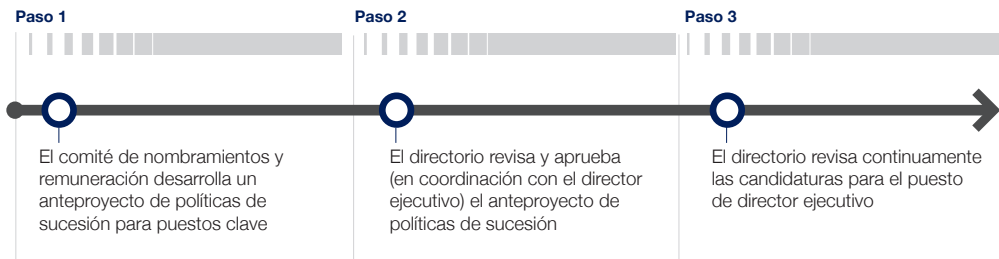 Paso 1
Paso 2
Paso 3
El comité de nombramientos y
remuneración desarrolla un
anteproyecto de políticas de
sucesión para puestos clave
El directorio revisa y aprueba
(en coordinación con el director
ejecutivo) el anteproyecto de
políticas de sucesión
El directorio revisa continuamente
las candidaturas para el puesto
de director ejecutivo